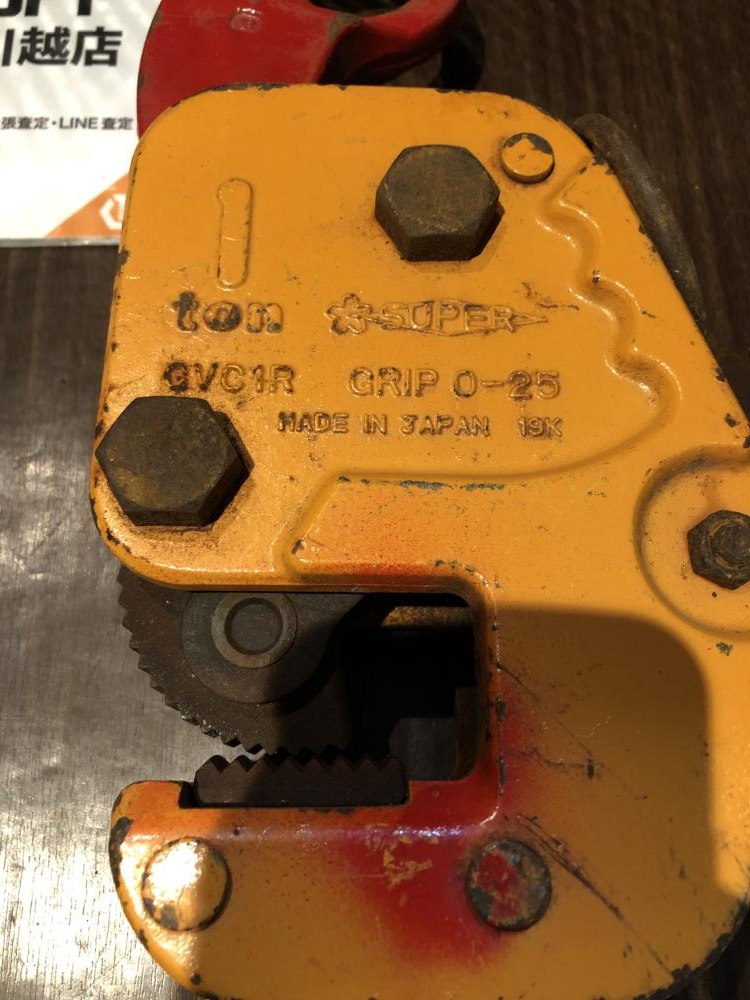 引越店
張査定・LINE査定
1
ton SUPER
GVC1R GRIP 0-25
MADE IN JAPAN 19K